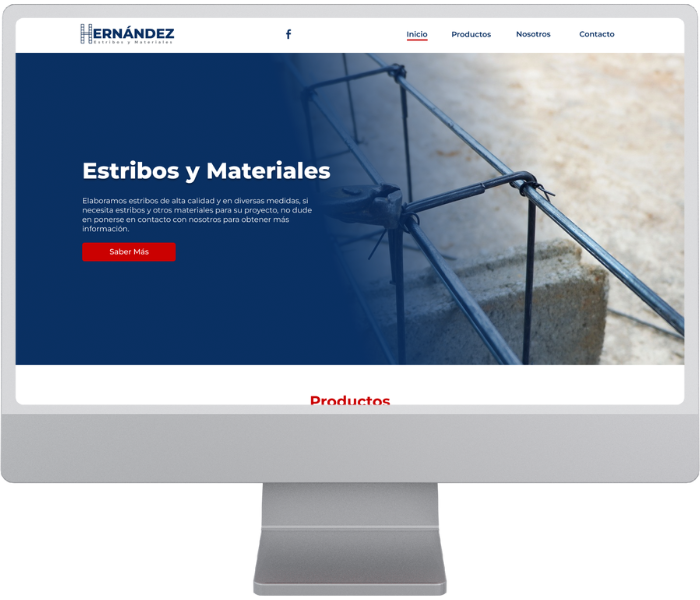 HERNÁNDEZ
Estribos y Materiales
f
Inicio
Productos
Nosotros
Contacto
Estribos y Materiales
Elaboramos estribos de alta calidad y en diversas medidas, si
necesita estribos y otros materiales para su proyecto, no dude
en ponerse en contacto con nosotros para obtener más
información.
Saber Más
Productos